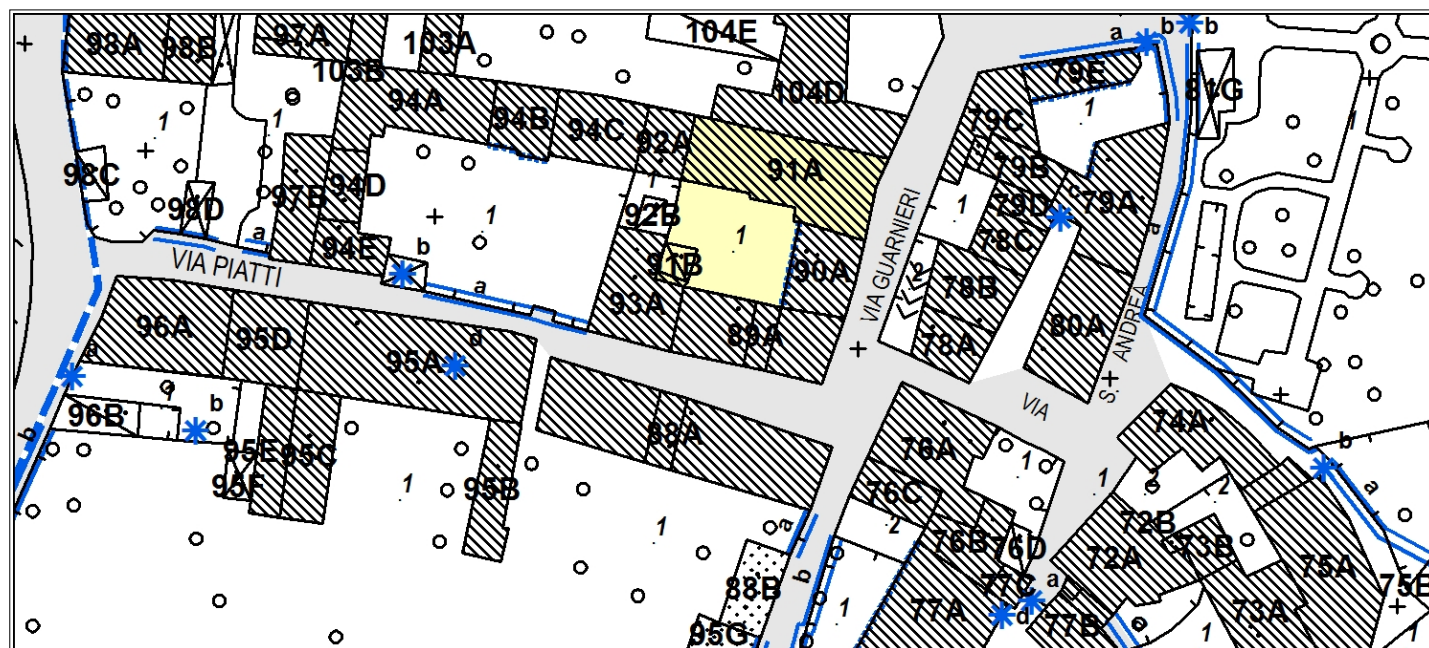 98A 98B 97A 103A 104E
103B
94A 94B 94C 92A 104D 91A
79E 81G
79C 79B 79D 79A
78C
98C 98D 97B 94D 94E
92B 91B 93A 90A 89A
78B 78A 80A
VIA PIATTI
VIA GUARNIERI
VIA
S. ANDREA
96A 95D 95A
96B 95E 95F 95C 95B
88A 88B 95G
76A 76C 76B 76D
77A 77C 77B
74A 72B 72A 73B 73A 75A 75B
a b c d
1 2